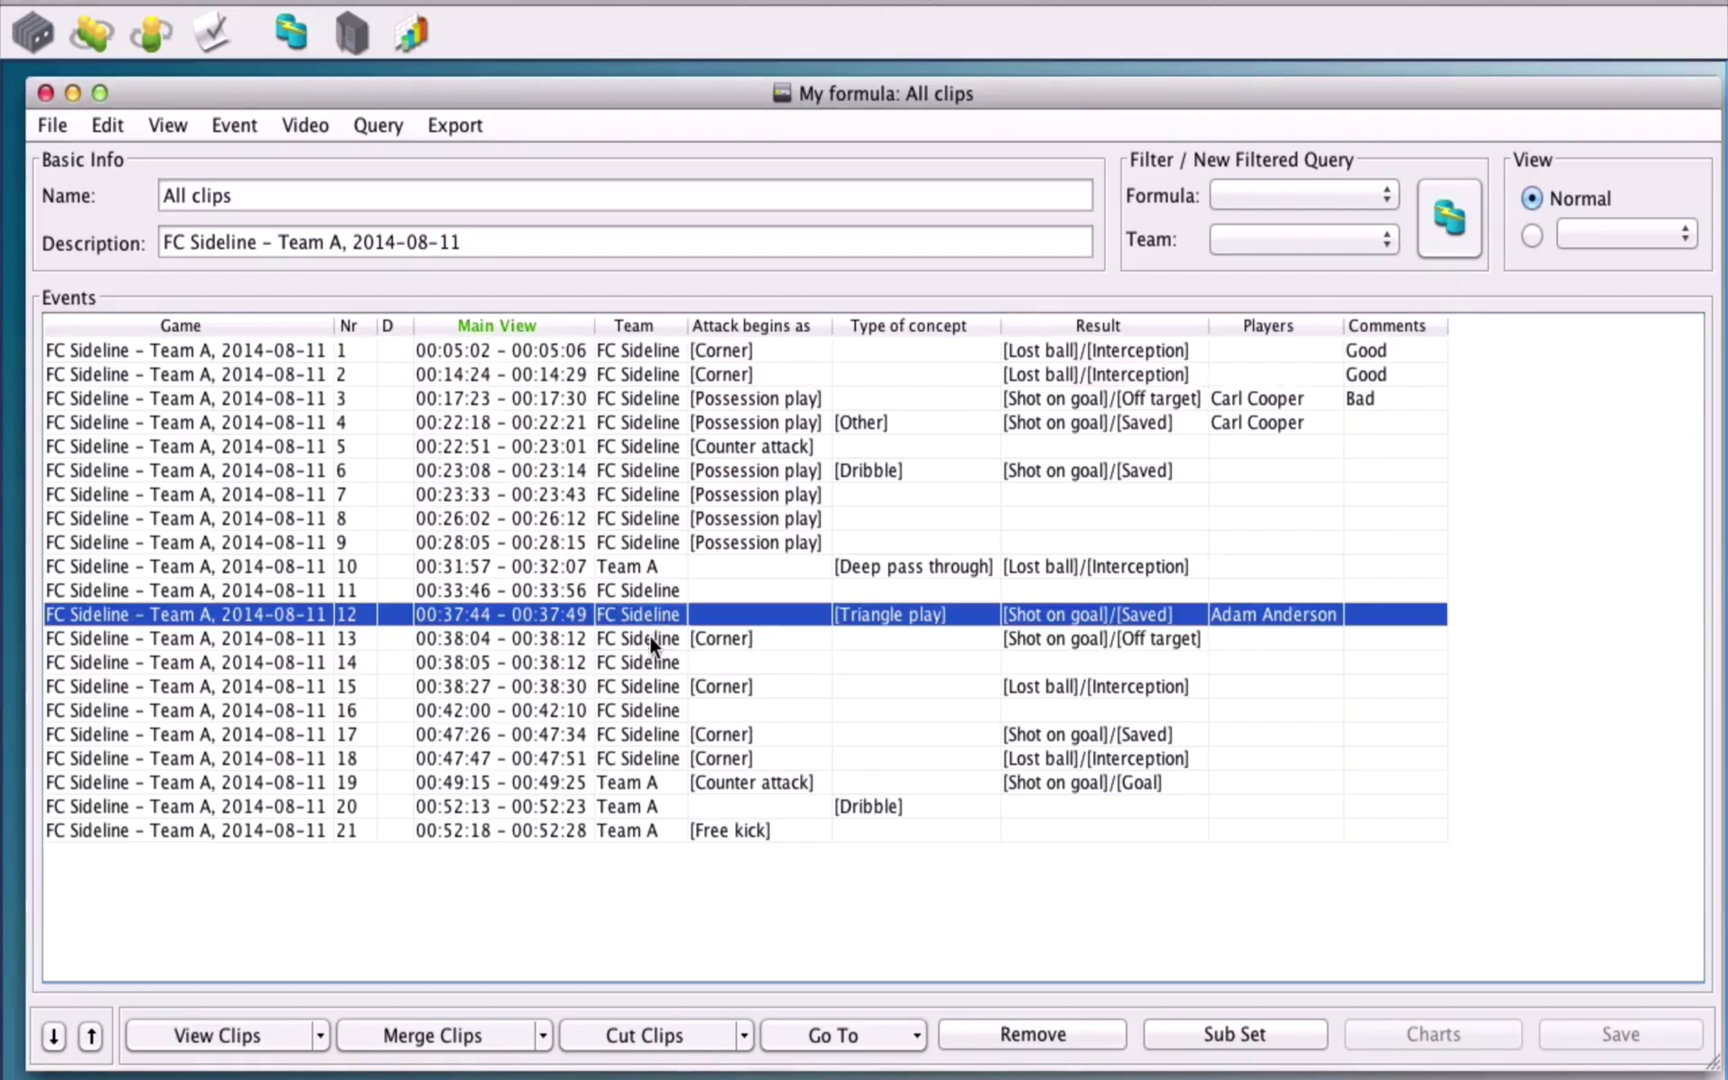 My formula: All clips
File Edit View Event Video Query Export
Basic Info
Name: All clips
Description: FC Sideline – Team A, 2014-08-11
Filter / New Filtered Query
Formula:
Team:
View
Normal
Events
Game Nr D Main View Team Attack begins as Type of concept Result Players Comments
FC Sideline – Team A, 2014-08-11 1 00:05:02 – 00:05:06 FC Sideline [Corner] [Lost ball]/[Interception] Good
FC Sideline – Team A, 2014-08-11 2 00:14:24 – 00:14:29 FC Sideline [Corner] [Lost ball]/[Interception] Good
FC Sideline – Team A, 2014-08-11 3 00:17:23 – 00:17:30 FC Sideline [Possession play] [Shot on goal]/[Off target] Carl Cooper Bad
FC Sideline – Team A, 2014-08-11 4 00:22:18 – 00:22:21 FC Sideline [Possession play] [Other] [Shot on goal]/[Saved] Carl Cooper
FC Sideline – Team A, 2014-08-11 5 00:22:51 – 00:23:01 FC Sideline [Counter attack]
FC Sideline – Team A, 2014-08-11 6 00:23:08 – 00:23:14 FC Sideline [Possession play] [Dribble] [Shot on goal]/[Saved]
FC Sideline – Team A, 2014-08-11 7 00:23:33 – 00:23:43 FC Sideline [Possession play]
FC Sideline – Team A, 2014-08-11 8 00:26:02 – 00:26:12 FC Sideline [Possession play]
FC Sideline – Team A, 2014-08-11 9 00:28:05 – 00:28:15 FC Sideline [Possession play]
FC Sideline – Team A, 2014-08-11 10 00:31:57 – 00:32:07 Team A [Deep pass through] [Lost ball]/[Interception]
FC Sideline – Team A, 2014-08-11 11 00:33:46 – 00:33:56 FC Sideline
FC Sideline – Team A, 2014-08-11 12 00:37:44 – 00:37:49 FC Sideline [Triangle play] [Shot on goal]/[Saved] Adam Anderson
FC Sideline – Team A, 2014-08-11 13 00:38:04 – 00:38:12 FC Sideline [Corner] [Shot on goal]/[Off target]
FC Sideline – Team A, 2014-08-11 14 00:38:05 – 00:38:12 FC Sideline
FC Sideline – Team A, 2014-08-11 15 00:38:27 – 00:38:30 FC Sideline [Corner] [Lost ball]/[Interception]
FC Sideline – Team A, 2014-08-11 16 00:42:00 – 00:42:10 FC Sideline
FC Sideline – Team A, 2014-08-11 17 00:47:26 – 00:47:34 FC Sideline [Corner] [Shot on goal]/[Saved]
FC Sideline – Team A, 2014-08-11 18 00:47:47 – 00:47:51 FC Sideline [Corner] [Lost ball]/[Interception]
FC Sideline – Team A, 2014-08-11 19 00:49:15 – 00:49:25 Team A [Counter attack] [Shot on goal]/[Goal]
FC Sideline – Team A, 2014-08-11 20 00:52:13 – 00:52:23 Team A [Dribble]
FC Sideline – Team A, 2014-08-11 21 00:52:18 – 00:52:28 Team A [Free kick]
View Clips Merge Clips Cut Clips Go To Remove Sub Set Charts Save